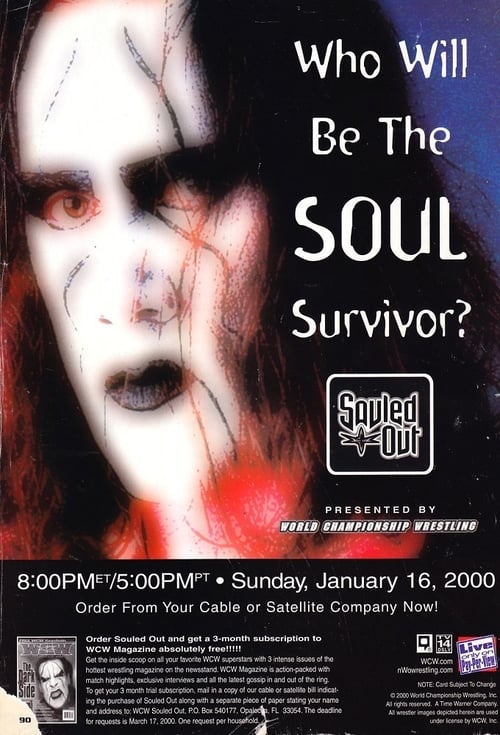 Who Will
Be The
SOUL
Survivor?
Souled
Out
PRESENTED BY
WORLD CHAMPIONSHIP WRESTLING
8:00PMET/5:00PMPT • Sunday, January 16, 2000
Order From Your Cable or Satellite Company Now!
Order Souled Out and get a 3-month subscription to
WCW Magazine absolutely free!!!!!
Get the inside scoop on all your favorite WCW superstars with 3 intense issues of the
hottest wrestling magazine on the newsstand. WCW Magazine is action-packed with
match highlights, exclusive interviews and all the latest gossip in and out of the ring.
To get your 3 month trial subscription, mail in a copy of our cable or satellite bill indicat-
ing the purchase of Souled Out along with a separate piece of paper stating your name
and address to: WCW Souled Out, P.O. Box 540177, Opalocka, FL 33054. The deadline
for requests is March 17, 2000. One request per household.
WCW
The
Dark
Side
90
14
DLS
WCW.com
nWowrestling.com
Live
only on
Pay-Per-View
NOTE: Card Subject To Change
© 2000 World Championship Wrestling, Inc.
All rights reserved. A Time Warner Company.
All wrestler images depicted herein are used
under license by WCW, Inc.